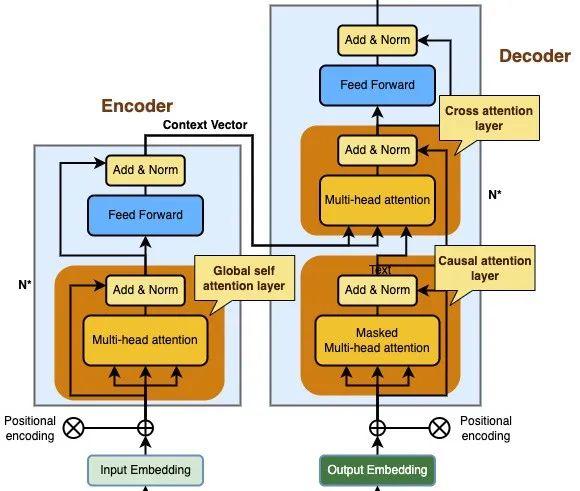 Add & Norm
Decoder
Feed Forward
Encoder
Cross attention
layer
Context Vector
Add & Norm
Add & Norm
Multi-head attention
N*
Feed Forward
Global self
attention layer
Causal attention
layer
Text
N*
Add & Norm
Add & Norm
Multi-head attention
Masked
Multi-head attention
Positional
encoding
Positional
encoding
Input Embedding
Output Embedding